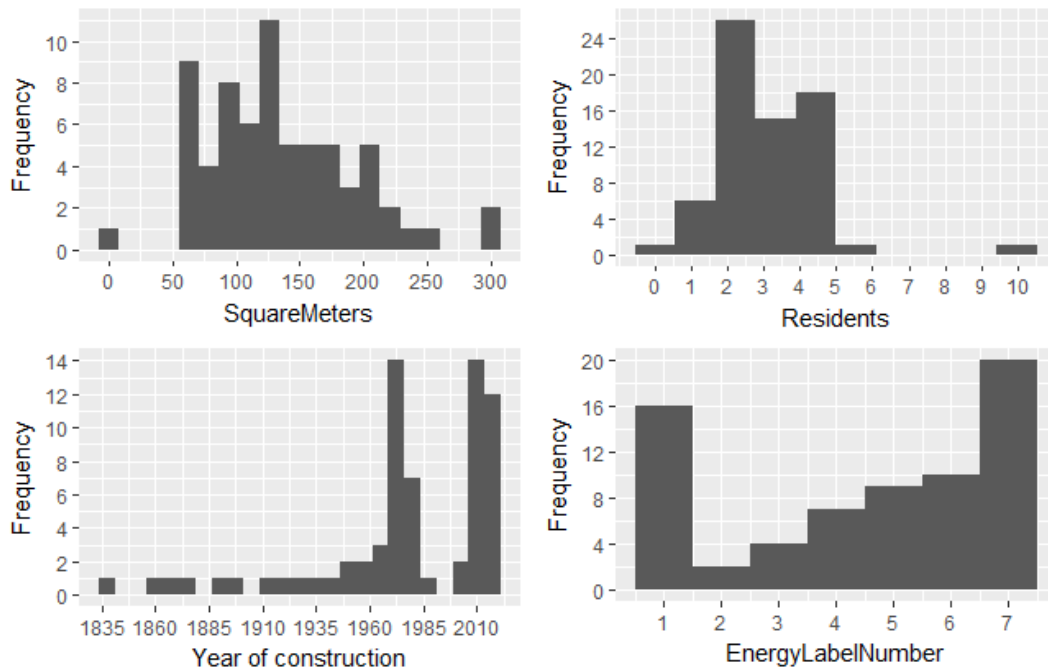 Frequency
10
8
6
4
2
0
0 50 100 150 200 250 300
SquareMeters
Frequency
24
20
16
12
8
4
0
0 1 2 3 4 5 6 7 8 9 10
Residents
Frequency
14
12
10
8
6
4
2
0
1835 1860 1885 1910 1935 1960 1985 2010
Year of construction
Frequency
20
16
12
8
4
0
1 2 3 4 5 6 7
EnergyLabelNumber